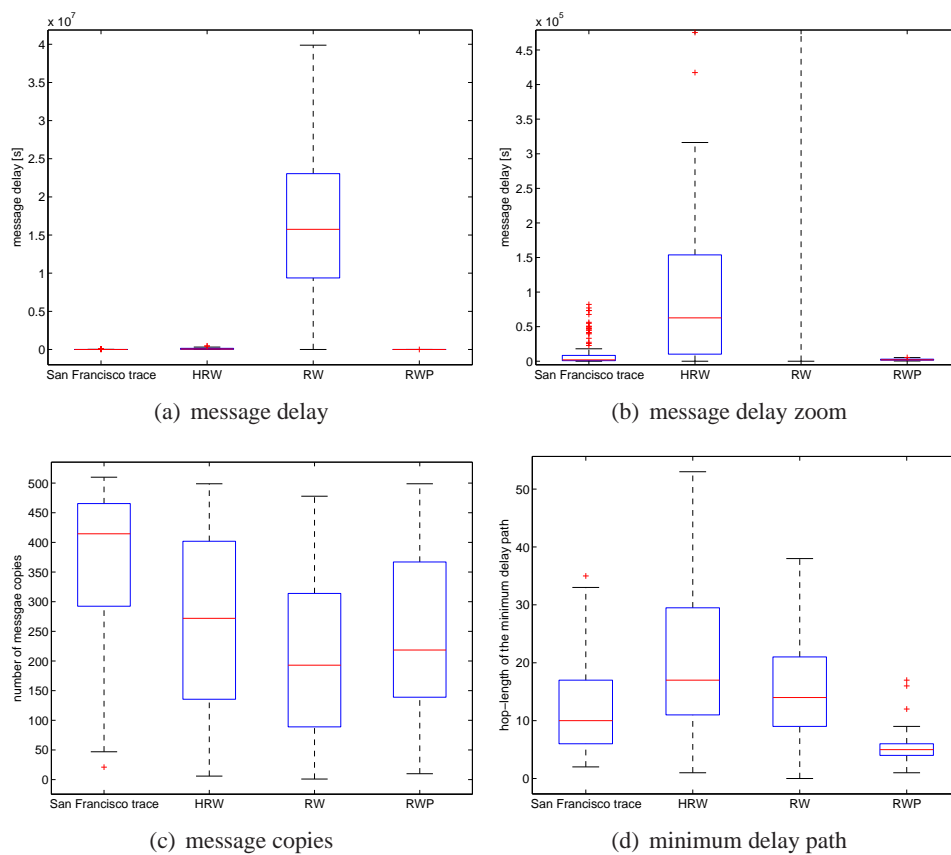 x 10^7
4
3.5
3
2.5
2
1.5
1
0.5
0
message delay [s]
San Francisco trace HRW RW RWP
(a) message delay
x 10^5
4.5
4
3.5
3
2.5
2
1.5
1
0.5
0
message delay [s]
San Francisco trace HRW RW RWP
(b) message delay zoom
500
450
400
350
300
250
200
150
100
50
0
number of messgae copies
San Francisco trace HRW RW RWP
(c) message copies
50
40
30
20
10
0
hop−length of the minimum delay path
San Francisco trace HRW RW RWP
(d) minimum delay path